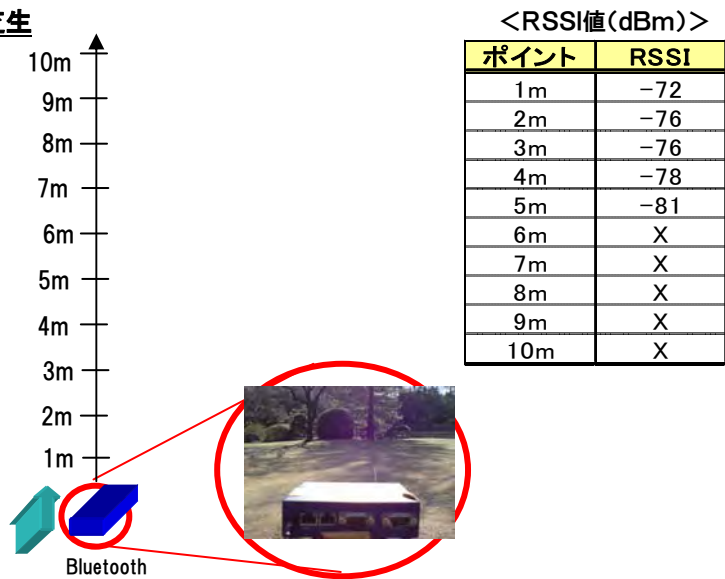 芝生
10m
9m
8m
7m
6m
5m
4m
3m
2m
1m
Bluetooth
<RSSI値(dBm)>
ポイント RSSI
1m -72
2m -76
3m -76
4m -78
5m -81
6m X
7m X
8m X
9m X
10m X